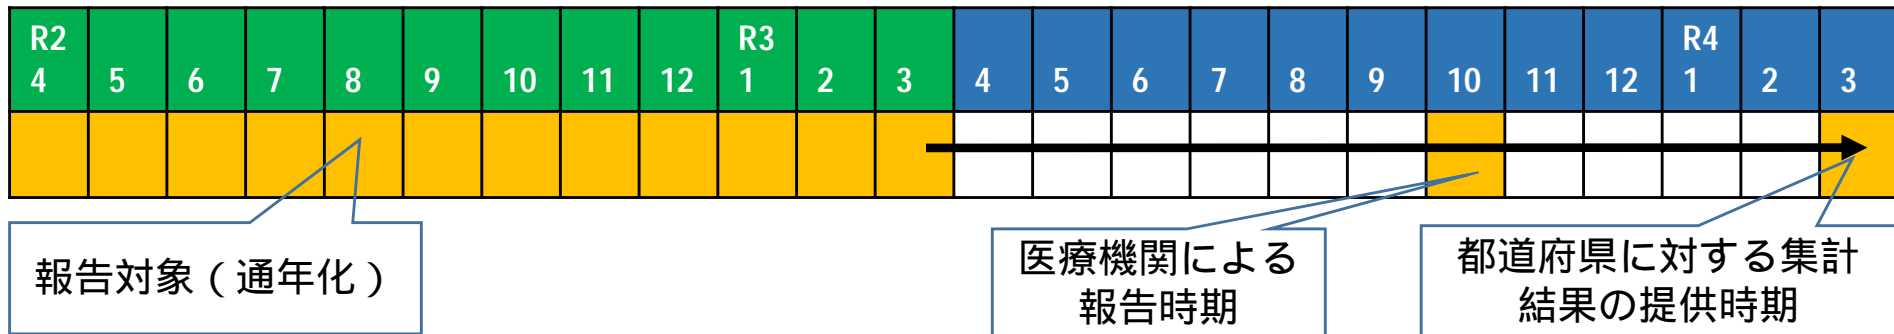 R2 R3 R4
4 5 6 7 8 9 10 11 12 1 2 3 4 5 6 7 8 9 10 11 12 1 2 3
報告対象（通年化）
医療機関による
報告時期
都道府県に対する集計
結果の提供時期